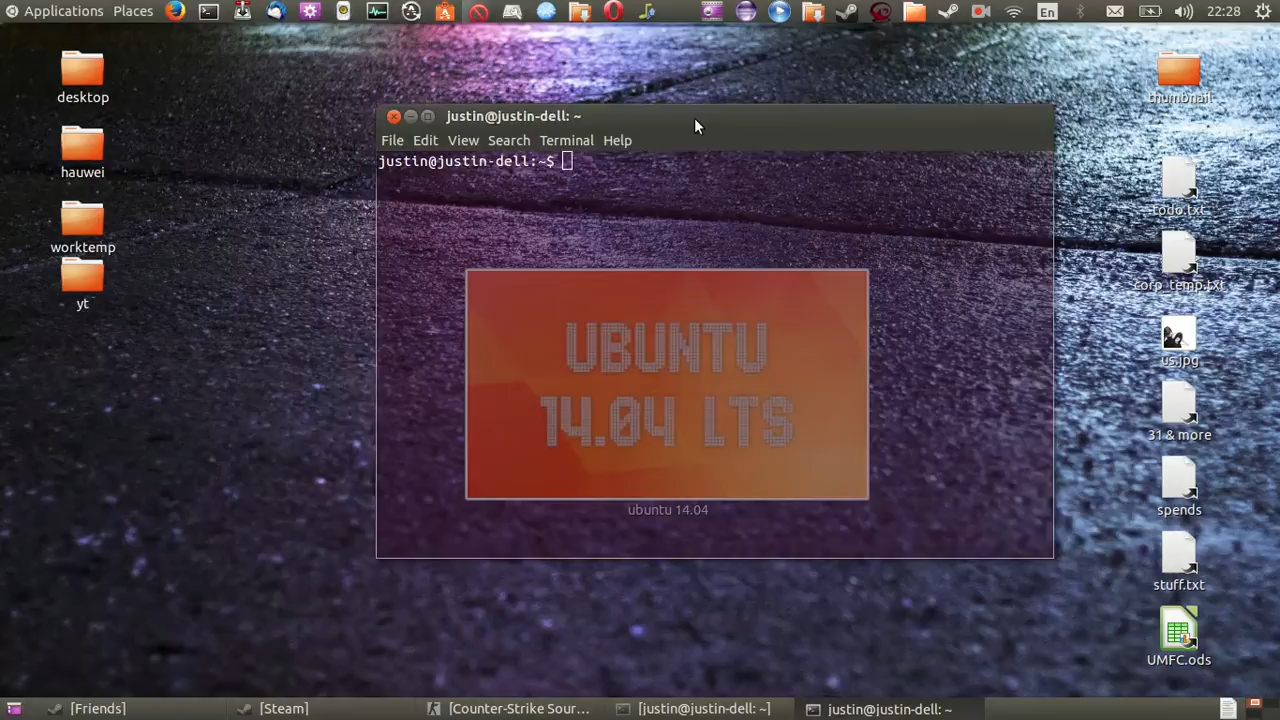 Applications Places
En
22:28
desktop
hauwei
worktemp
yt
justin@justin-dell: ~
File Edit View Search Terminal Help
justin@justin-dell:~$
UBUNTU
14.04 LTS
ubuntu 14.04
thumbnail
todo.txt
corp_temp.txt
us.jpg
31 & more
spends
stuff.txt
UMFC.ods
[Friends]
[Steam]
[Counter-Strike Sour...
[justin@justin-dell: ~]
justin@justin-dell: ~